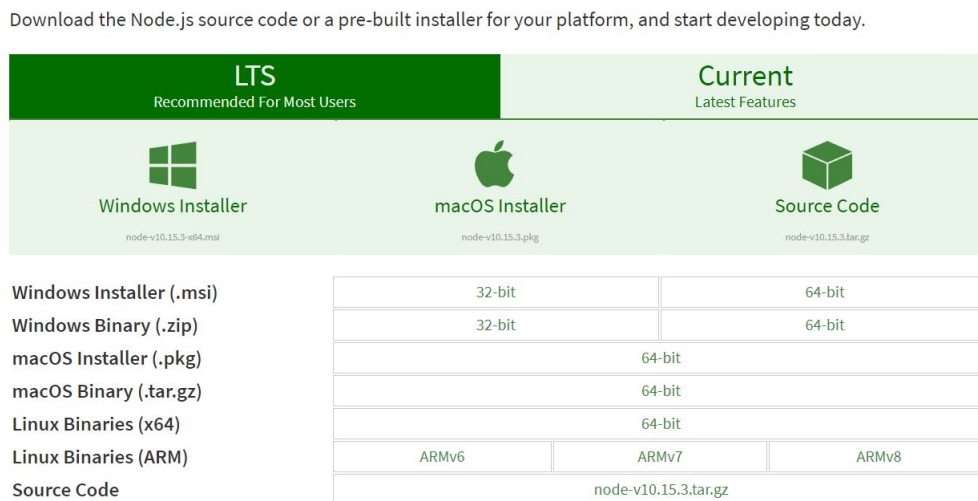 Download the Node.js source code or a pre-built installer for your platform, and start developing today.
LTS
Recommended For Most Users
Current
Latest Features
Windows Installer
node-v10.15.3-x64.msi
macOS Installer
node-v10.15.3.pkg
Source Code
node-v10.15.3.tar.gz
Windows Installer (.msi) 32-bit 64-bit
Windows Binary (.zip) 32-bit 64-bit
macOS Installer (.pkg) 64-bit
macOS Binary (.tar.gz) 64-bit
Linux Binaries (x64) 64-bit
Linux Binaries (ARM) ARMv6 ARMv7 ARMv8
Source Code node-v10.15.3.tar.gz